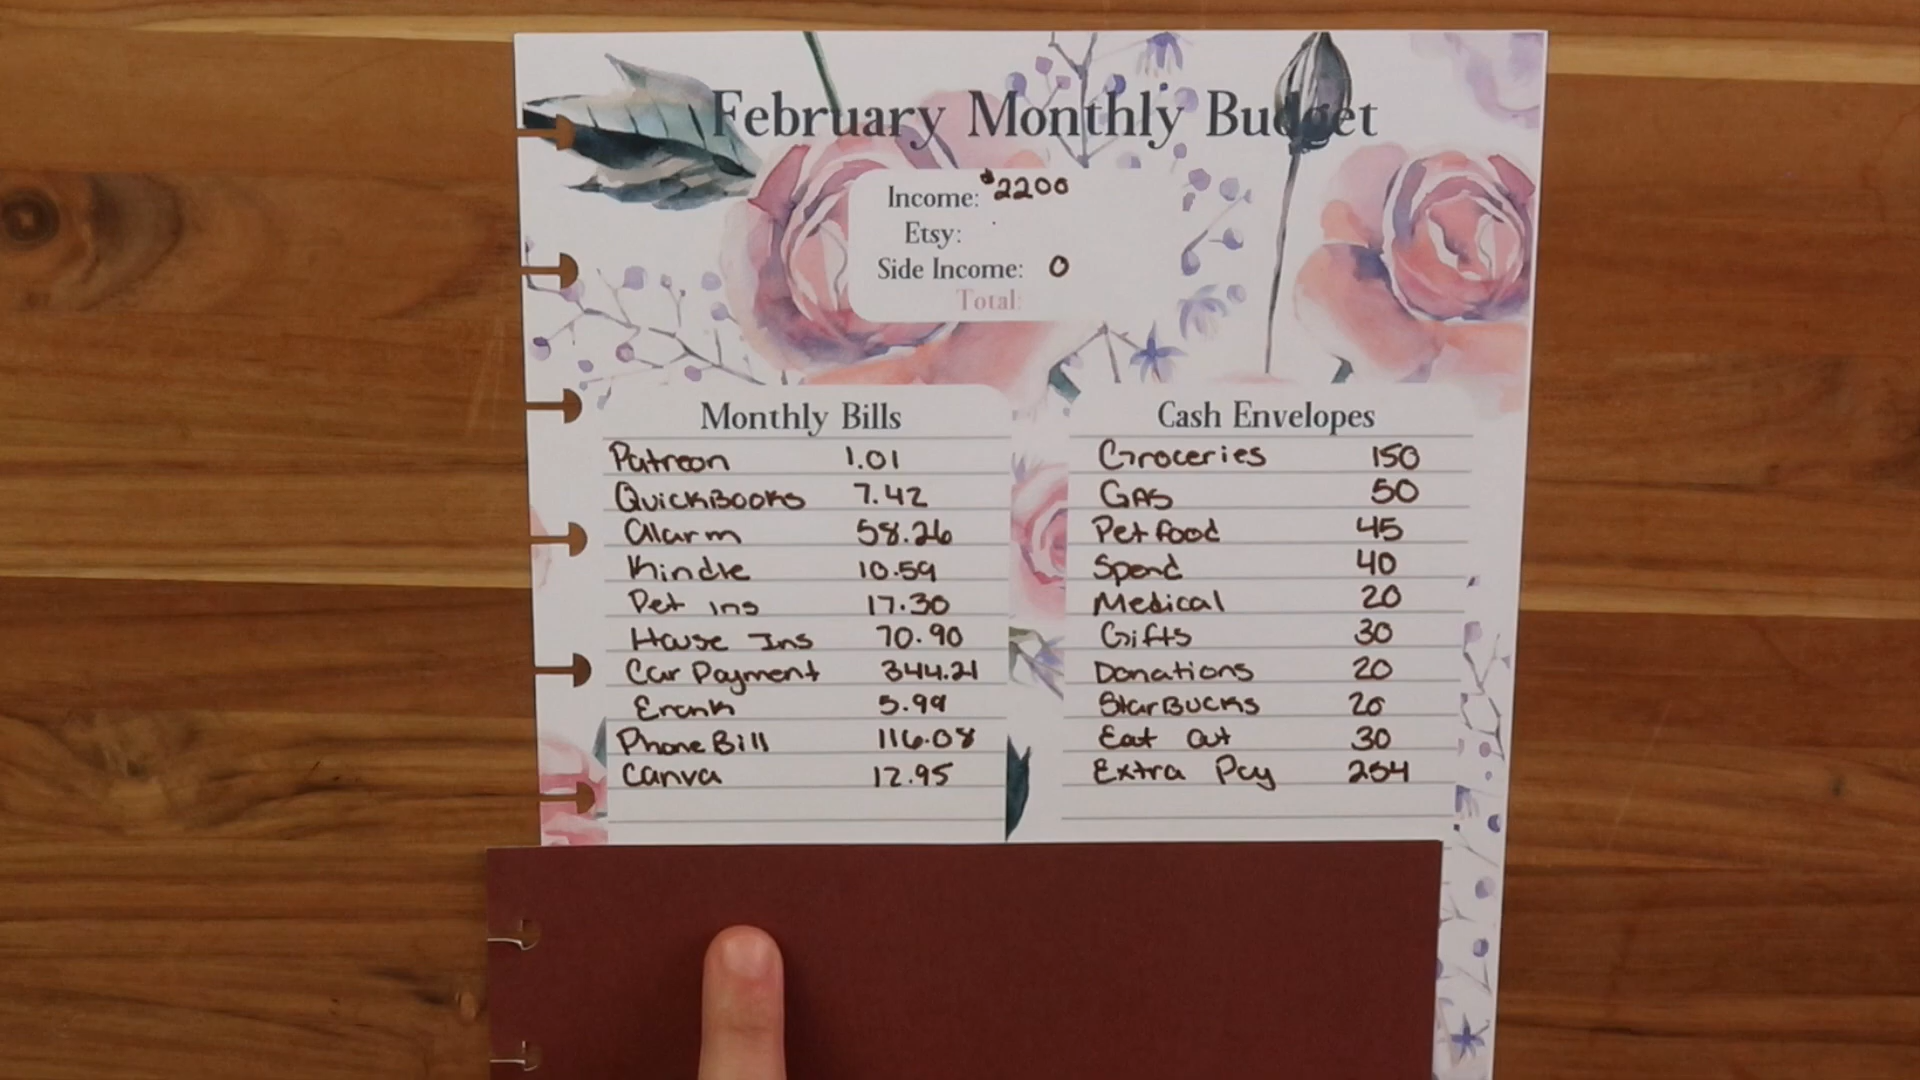 February Monthly Budget
Income: $2200
Etsy:
Side Income: 0
Total:
Monthly Bills
Patreon 1.01
QuickBooks 7.42
Alarm 58.26
Kindle 10.59
Pet Ins 17.30
House Ins 70.90
Car Payment 344.21
Erank 5.99
Phone Bill 116.08
Canva 12.95
Cash Envelopes
Groceries 150
GAS 50
Pet food 45
Spend 40
Medical 20
Gifts 30
Donations 20
StarBucks 20
Eat Out 30
Extra Pay 254